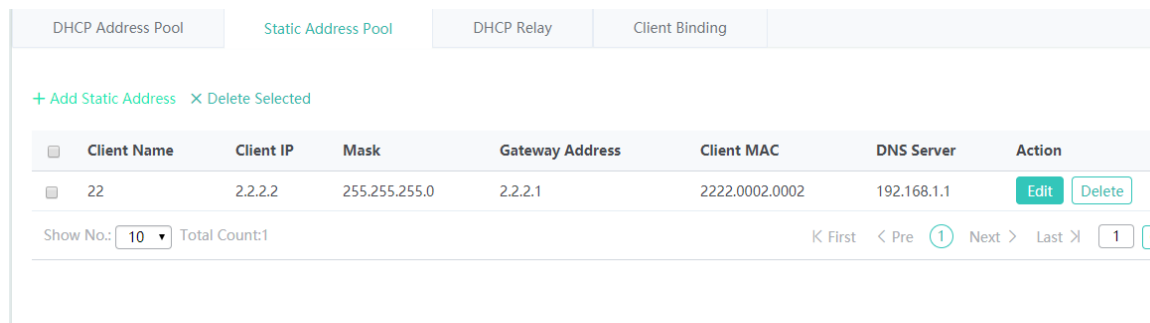 DHCP Address Pool Static Address Pool DHCP Relay Client Binding
+ Add Static Address X Delete Selected
Client Name Client IP Mask Gateway Address Client MAC DNS Server Action
22 2.2.2.2 255.255.255.0 2.2.2.1 2222.0002.0002 192.168.1.1 Edit Delete
Show No.: 10 Total Count:1 First Pre 1 Next Last 1